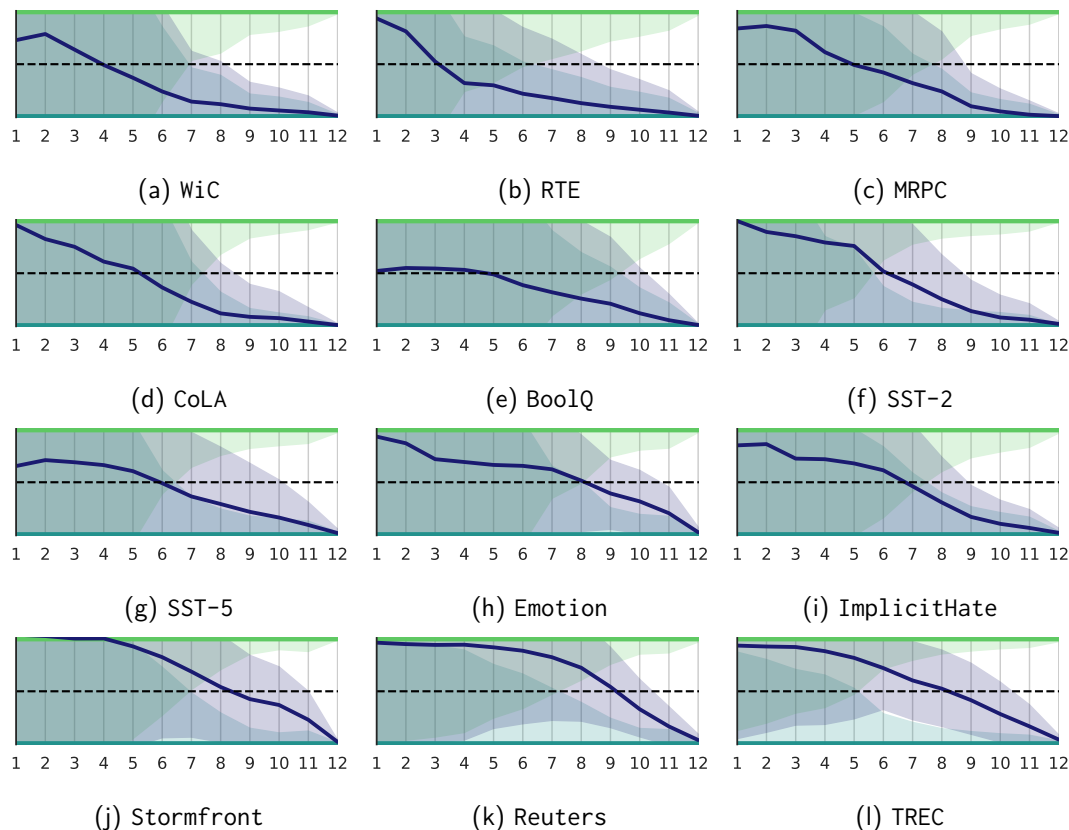 1 2 3 4 5 6 7 8 9 10 11 12 1 2 3 4 5 6 7 8 9 10 11 12 1 2 3 4 5 6 7 8 9 10 11 12
(a) WiC (b) RTE (c) MRPC
1 2 3 4 5 6 7 8 9 10 11 12 1 2 3 4 5 6 7 8 9 10 11 12 1 2 3 4 5 6 7 8 9 10 11 12
(d) CoLA (e) BoolQ (f) SST-2
1 2 3 4 5 6 7 8 9 10 11 12 1 2 3 4 5 6 7 8 9 10 11 12 1 2 3 4 5 6 7 8 9 10 11 12
(g) SST-5 (h) Emotion (i) ImplicitHate
1 2 3 4 5 6 7 8 9 10 11 12 1 2 3 4 5 6 7 8 9 10 11 12 1 2 3 4 5 6 7 8 9 10 11 12
(j) Stormfront (k) Reuters (l) TREC